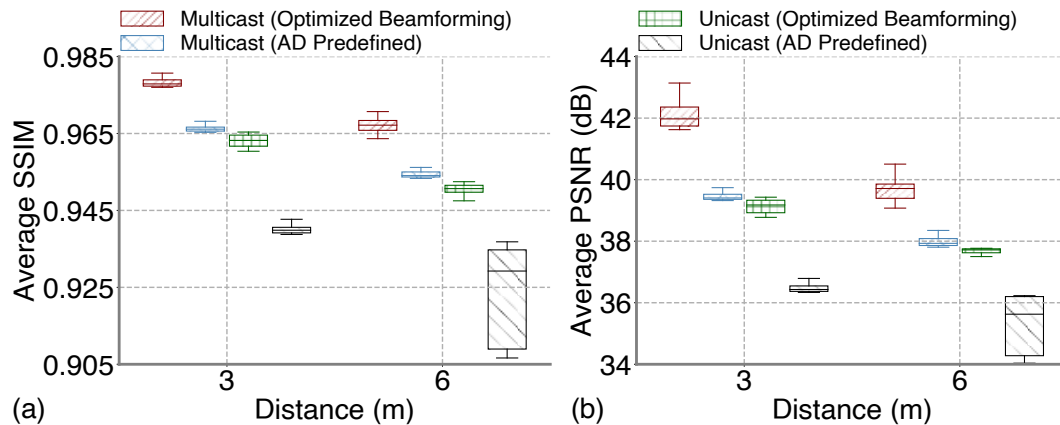 Multicast (Optimized Beamforming)
Multicast (AD Predefined)
Unicast (Optimized Beamforming)
Unicast (AD Predefined)
0.985
0.965
0.945
0.925
0.905
Average SSIM
3
6
Distance (m)
(a)
44
42
40
38
36
34
Average PSNR (dB)
3
6
Distance (m)
(b)